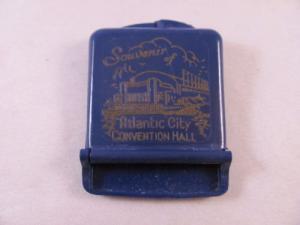 Souvenir
of
Atlantic City
CONVENTION HALL